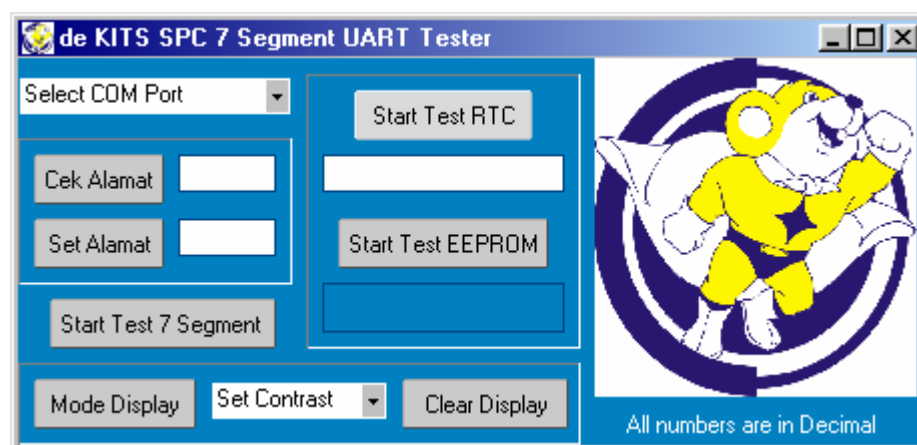 de KITS SPC 7 Segment UART Tester
Select COM Port
Start Test RTC
Cek Alamat
Set Alamat
Start Test EEPROM
Start Test 7 Segment
Mode Display
Set Contrast
Clear Display
All numbers are in Decimal